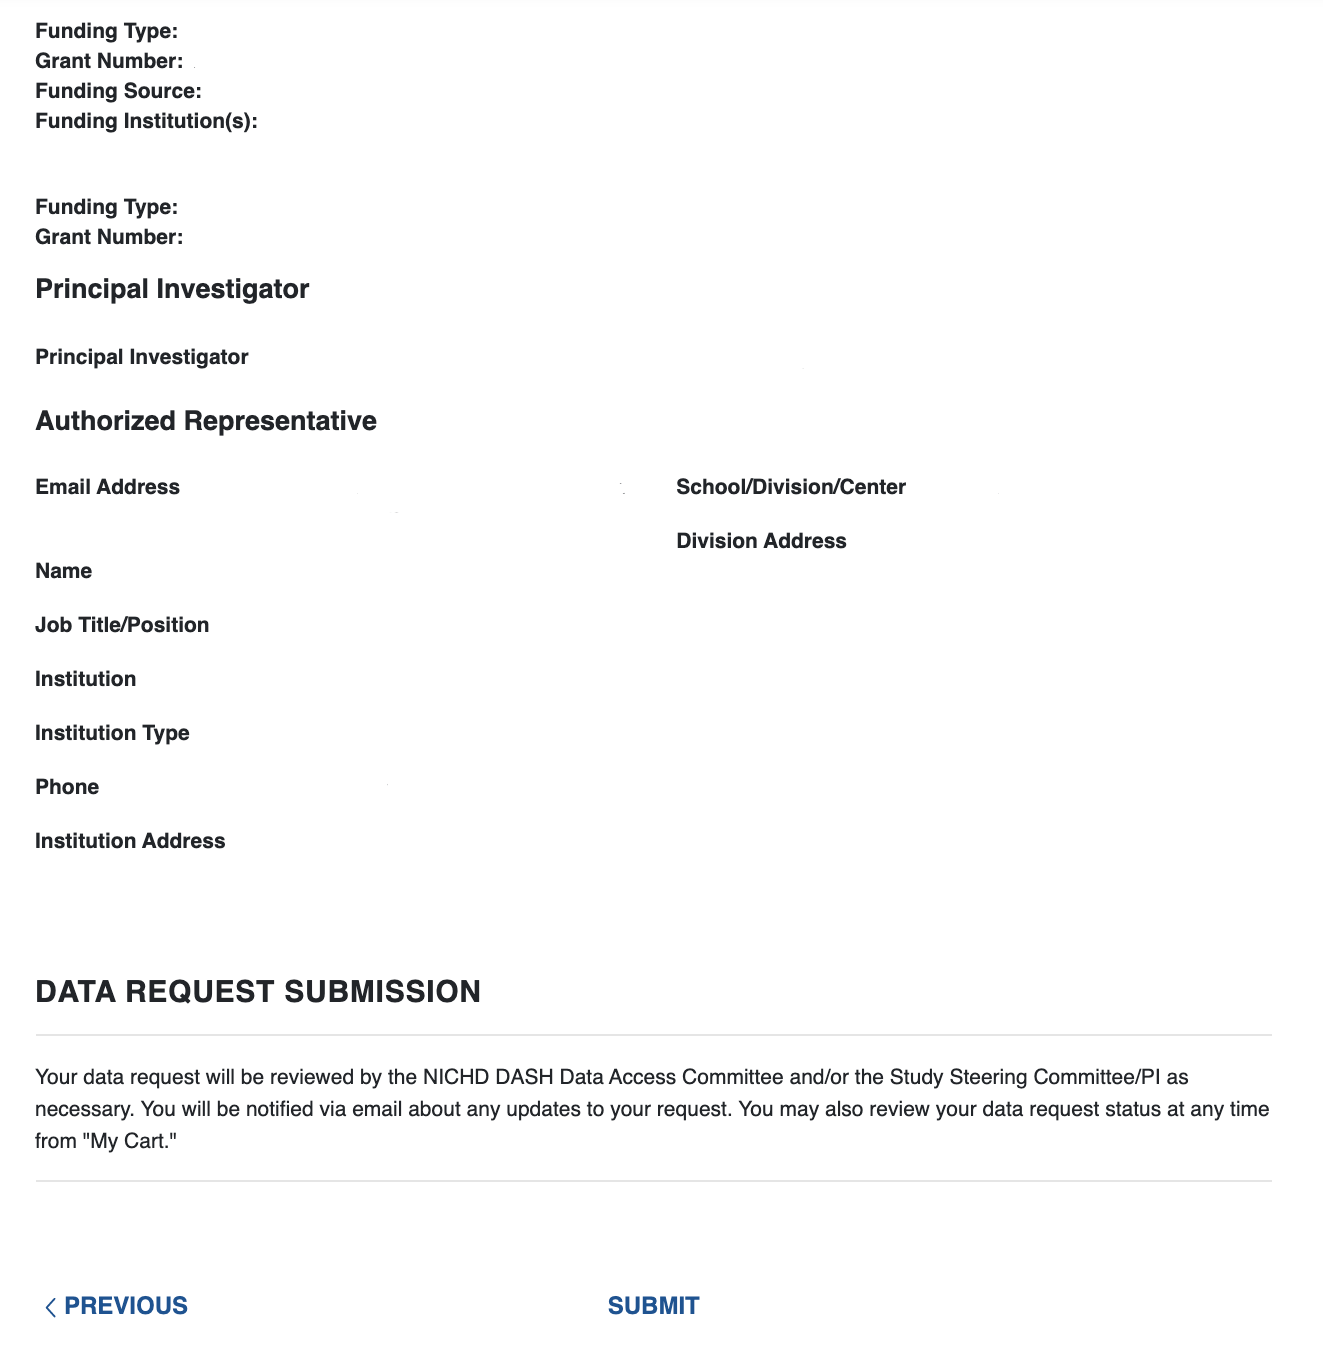 Funding Type:
Grant Number:
Funding Source:
Funding Institution(s):
Funding Type:
Grant Number:
Principal Investigator
Principal Investigator
Authorized Representative
Email Address
School/Division/Center
Division Address
Name
Job Title/Position
Institution
Institution Type
Phone
Institution Address
DATA REQUEST SUBMISSION
Your data request will be reviewed by the NICHD DASH Data Access Committee and/or the Study Steering Committee/PI as
necessary. You will be notified via email about any updates to your request. You may also review your data request status at any time
from "My Cart."
PREVIOUS
SUBMIT